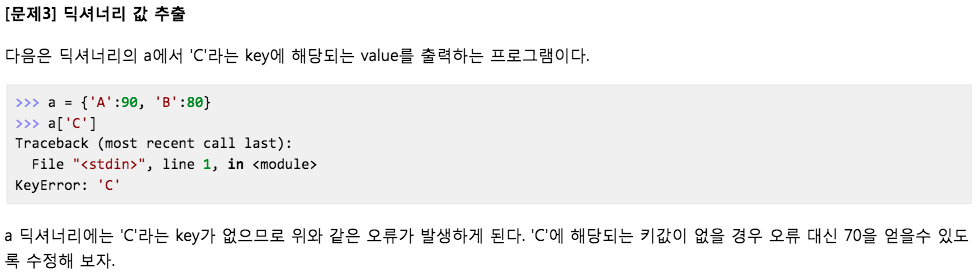 [문제3] 딕셔너리 값 추출
다음은 딕셔너리의 a에서 'C'라는 key에 해당되는 value를 출력하는 프로그램이다.
>>> a = {'A':90, 'B':80}
>>> a['C']
Traceback (most recent call last):
  File "<stdin>", line 1, in <module>
KeyError: 'C'
a 딕셔너리에는 'C'라는 key가 없으므로 위와 같은 오류가 발생하게 된다. 'C'에 해당되는 키값이 없을 경우 오류 대신 70을 얻을수 있도
록 수정해 보자.